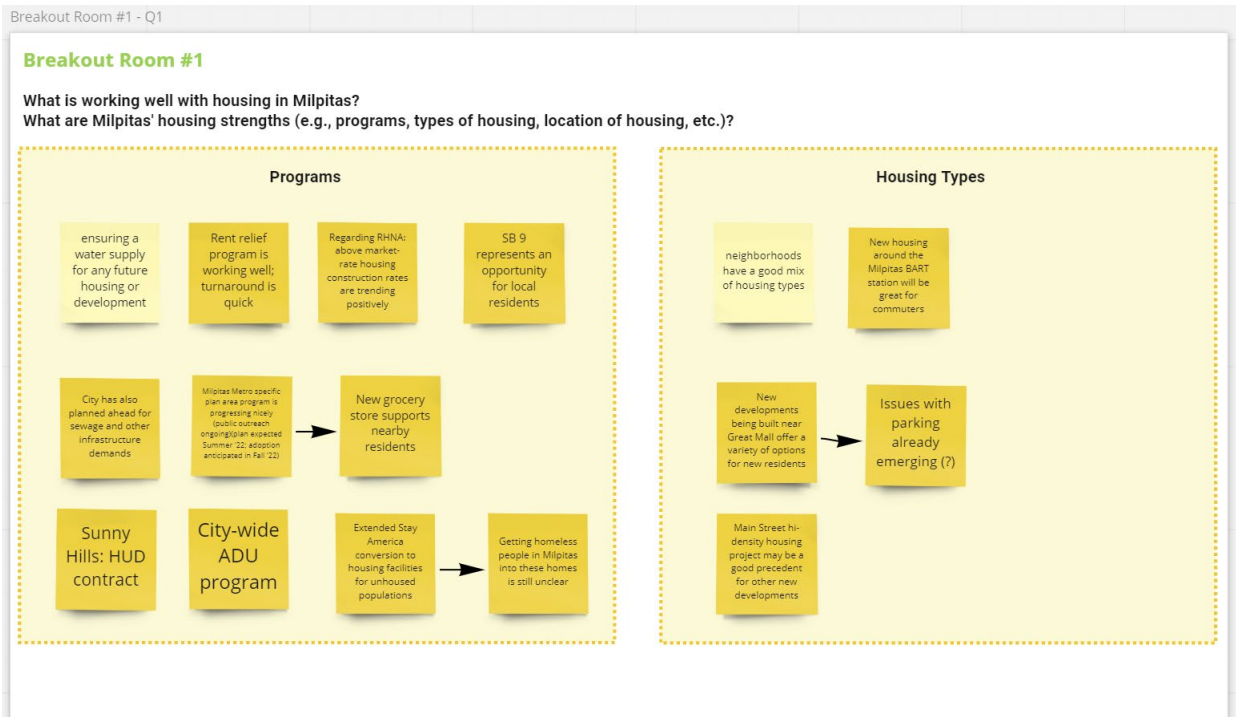 Breakout Room #1 - Q1
Breakout Room #1
What is working well with housing in Milpitas?
What are Milpitas' housing strengths (e.g., programs, types of housing, location of housing, etc.)?
Programs
ensuring a
water supply
for any future
housing or
development
Rent relief
program is
working well;
turnaround is
quick
Regarding RHNA:
above market-
rate housing
construction rates
are trending
positively
SB 9
represents an
opportunity
for local
residents
City has also
planned ahead for
sewage and other
infrastructure
demands
Milpitas Metro specific
plan area program is
progressing nicely
(public outreach
ongoing)(plan expected
Summer '22; adoption
anticipated in Fall '22)
New grocery
store supports
nearby
residents
Sunny
Hills: HUD
contract
City-wide
ADU
program
Extended Stay
America
conversion to
housing facilities
for unhoused
populations
Getting homeless
people in Milpitas
into these homes
is still unclear
Housing Types
neighborhoods
have a good mix
of housing types
New housing
around the
Milpitas BART
station will be
great for
commuters
New
developments
being built near
Great Mall offer a
variety of options
for new residents
Issues with
parking
already
emerging (?)
Main Street hi-
density housing
project may be a
good precedent
for other new
developments